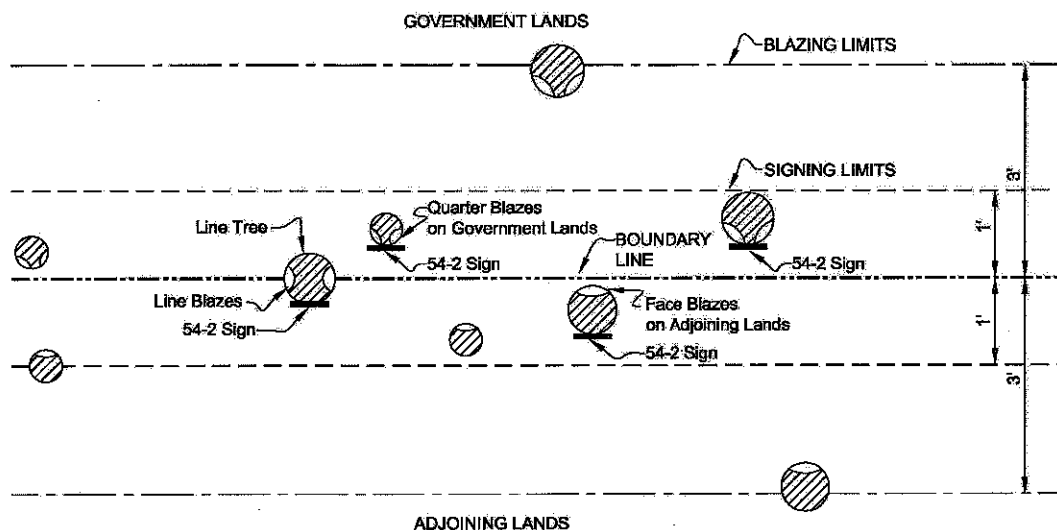 GOVERNMENT LANDS
BLAZING LIMITS
SIGNING LIMITS
3'
1'
Quarter Blazes
on Government Lands
Line Tree
BOUNDARY
LINE
54-2 Sign
54-2 Sign
Line Blazes
54-2 Sign
Face Blazes
on Adjoining Lands
1'
54-2 Sign
3'
ADJOINING LANDS